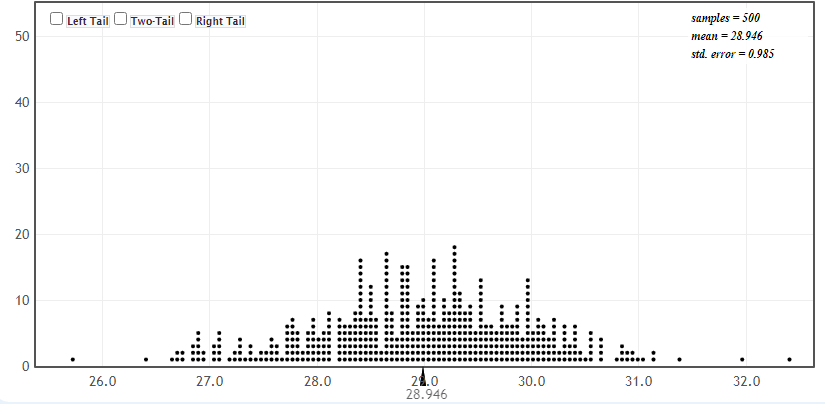 Left Tail Two-Tail Right Tail
samples = 500
mean = 28.946
std. error = 0.985
50
40
30
20
10
0
26.0 27.0 28.0 29.0 30.0 31.0 32.0
28.946